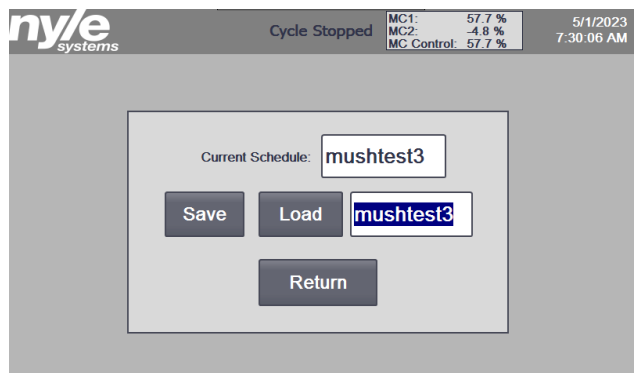 nyle
systems
Cycle Stopped
MC1: 57.7 %
MC2: -4.8 %
MC Control: 57.7 %
5/1/2023
7:30:06 AM
Current Schedule: mushtest3
Save Load mushtest3
Return